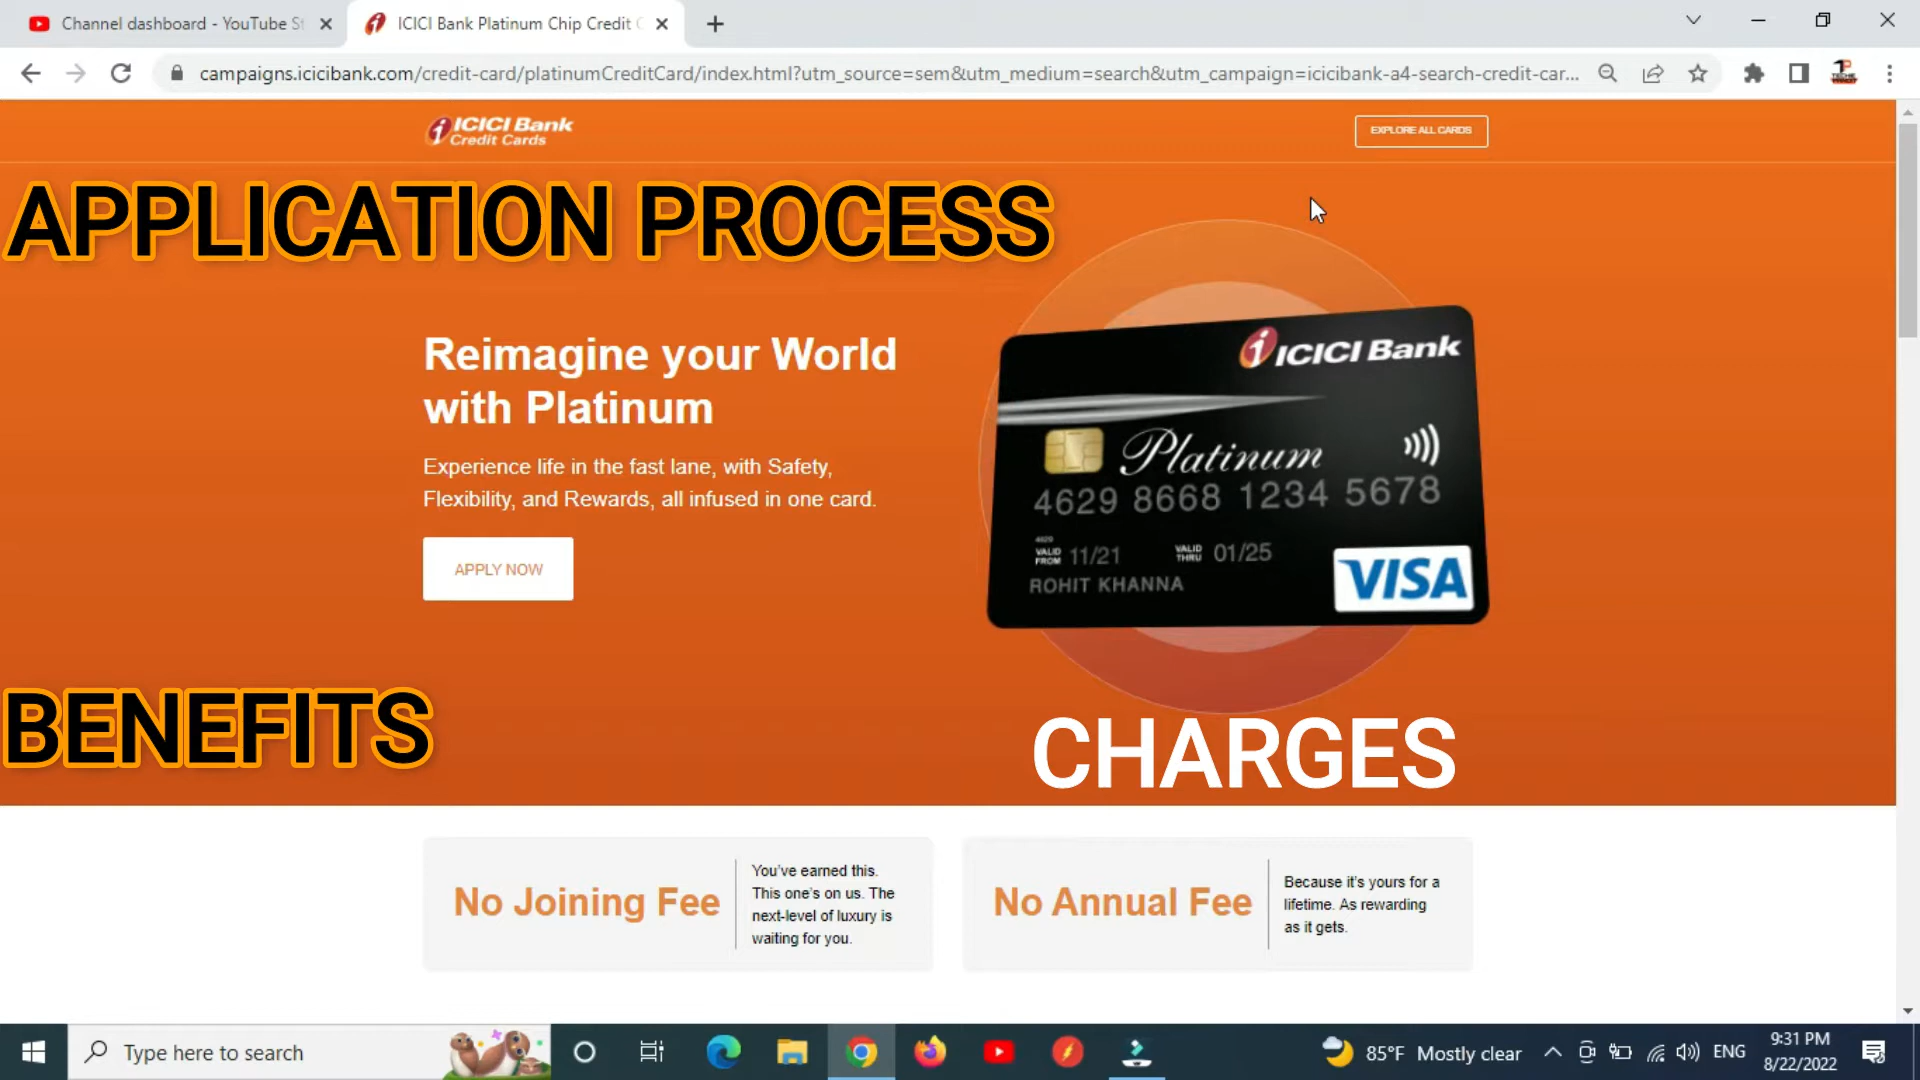 Channel dashboard - YouTube St
ICICI Bank Platinum Chip Credit C
campaigns.icicibank.com/credit-card/platinumCreditCard/index.html?utm_source=sem&utm_medium=search&utm_campaign=icicibank-a4-search-credit-car...
ICICI Bank
Credit Cards
EXPLORE ALL CARDS
APPLICATION PROCESS
Reimagine your World
with Platinum
Experience life in the fast lane, with Safety,
Flexibility, and Rewards, all infused in one card.
APPLY NOW
ICICI Bank
Platinum
4629 8668 1234 5678
4629
VALID FROM 11/21 VALID THRU 01/25
ROHIT KHANNA
VISA
BENEFITS
CHARGES
No Joining Fee
You've earned this.
This one's on us. The
next-level of luxury is
waiting for you.
No Annual Fee
Because it's yours for a
lifetime. As rewarding
as it gets.
Type here to search
85°F Mostly clear
ENG
9:31 PM
8/22/2022